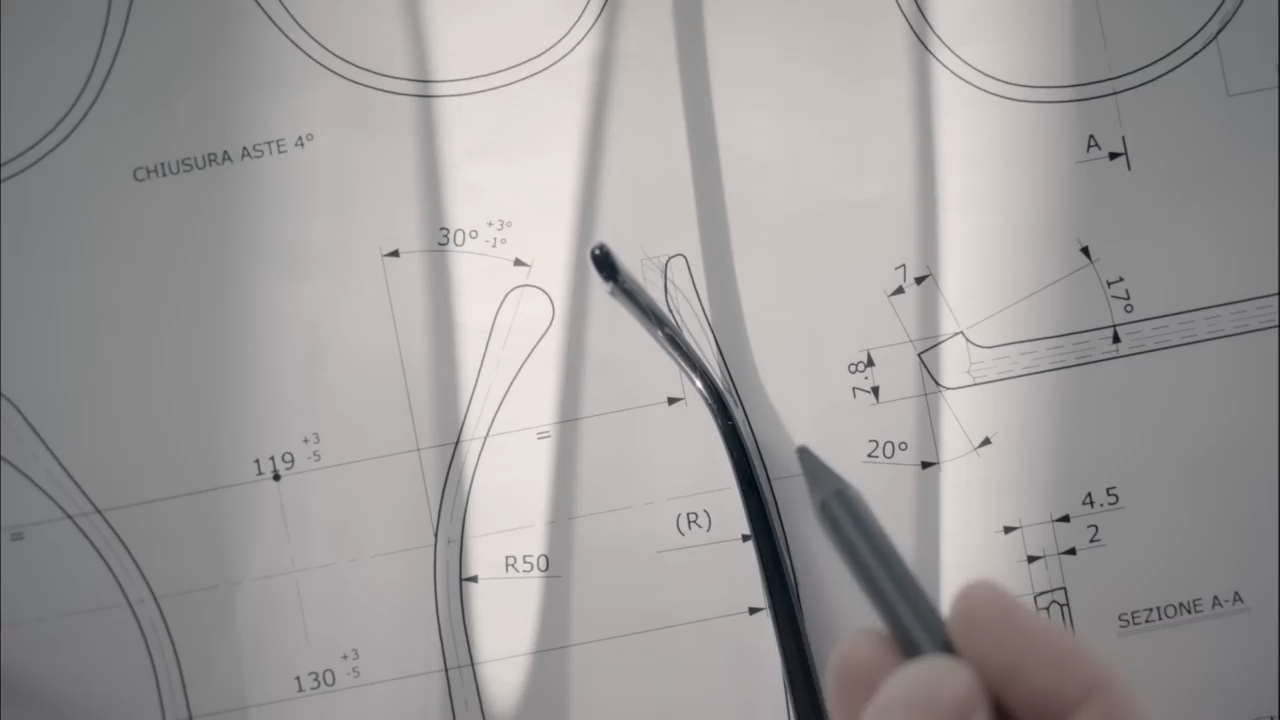 CHIUSURA ASTE 4°
A
30° +3° -1°
7
17°
7.8
20°
119 +3 -5
=
=
4.5
2
(R)
R50
SEZIONE A-A
130 +3 -5